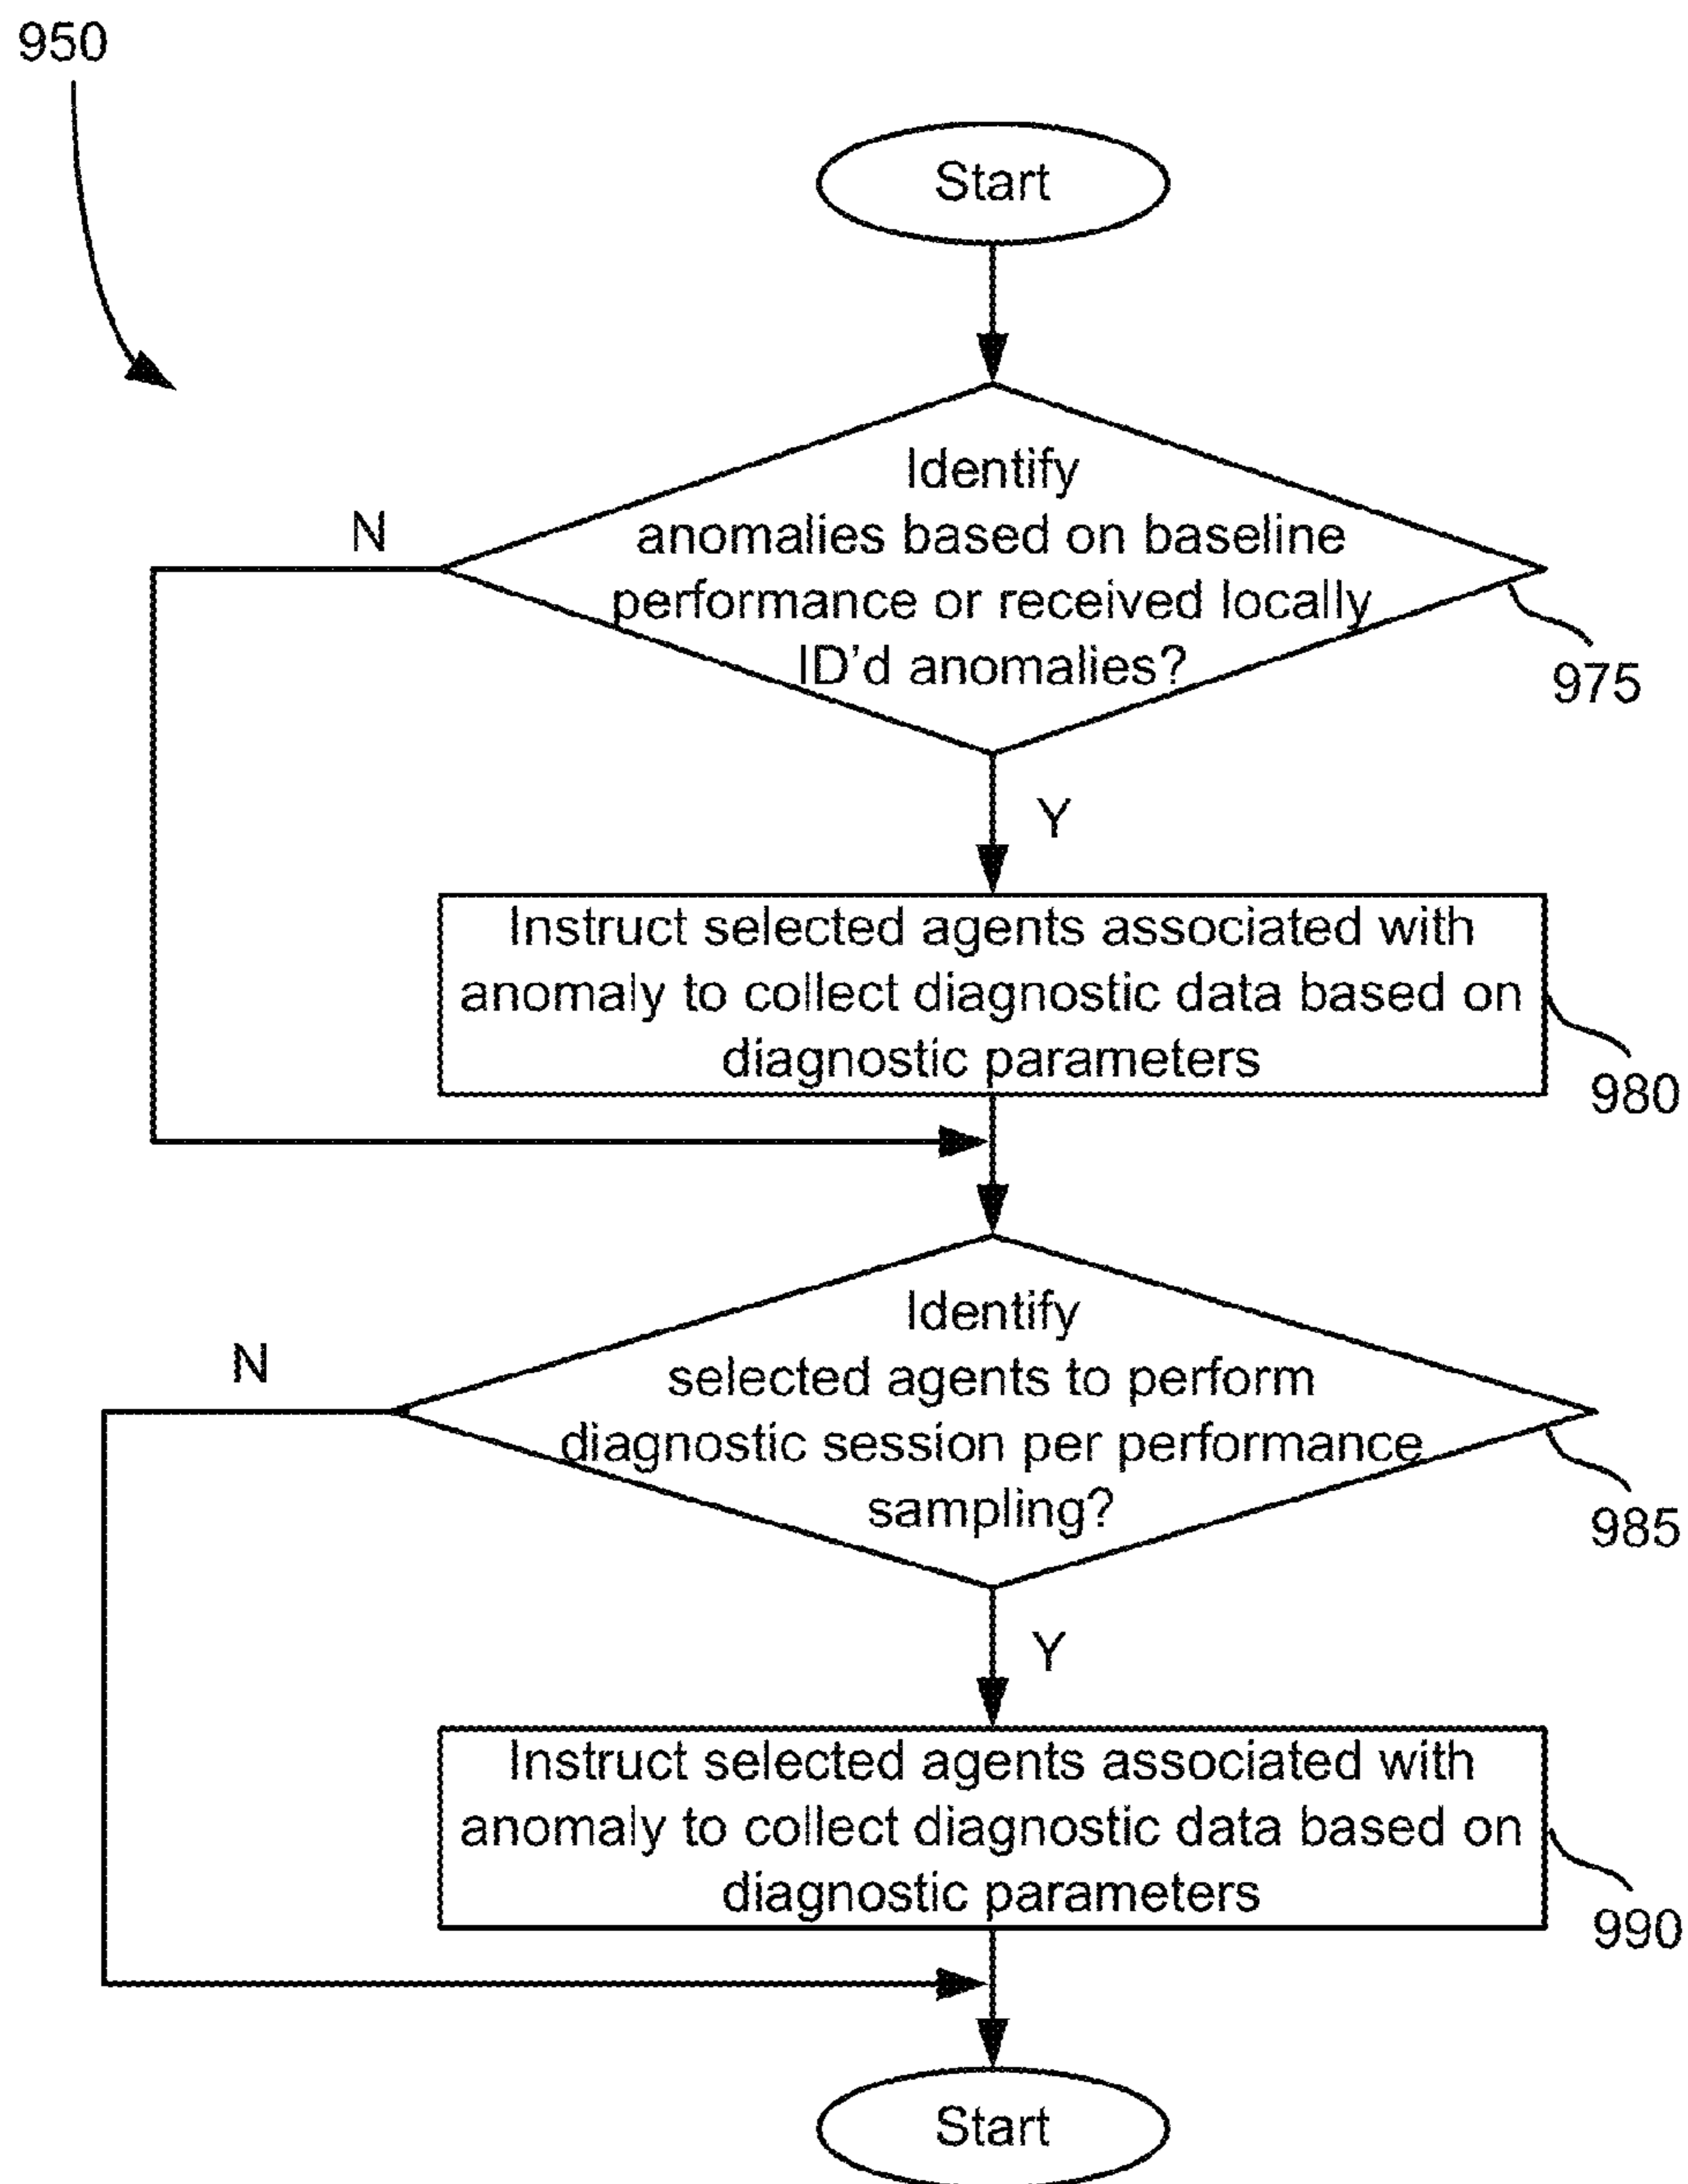 950
Start
Identify
anomalies based on baseline
performance or received locally
ID'd anomalies?
N
975
Y
Instruct selected agents associated with
anomaly to collect diagnostic data based on
diagnostic parameters
980
Identify
selected agents to perform
diagnostic session per performance
sampling?
N
985
Y
Instruct selected agents associated with
anomaly to collect diagnostic data based on
diagnostic parameters
990
Start